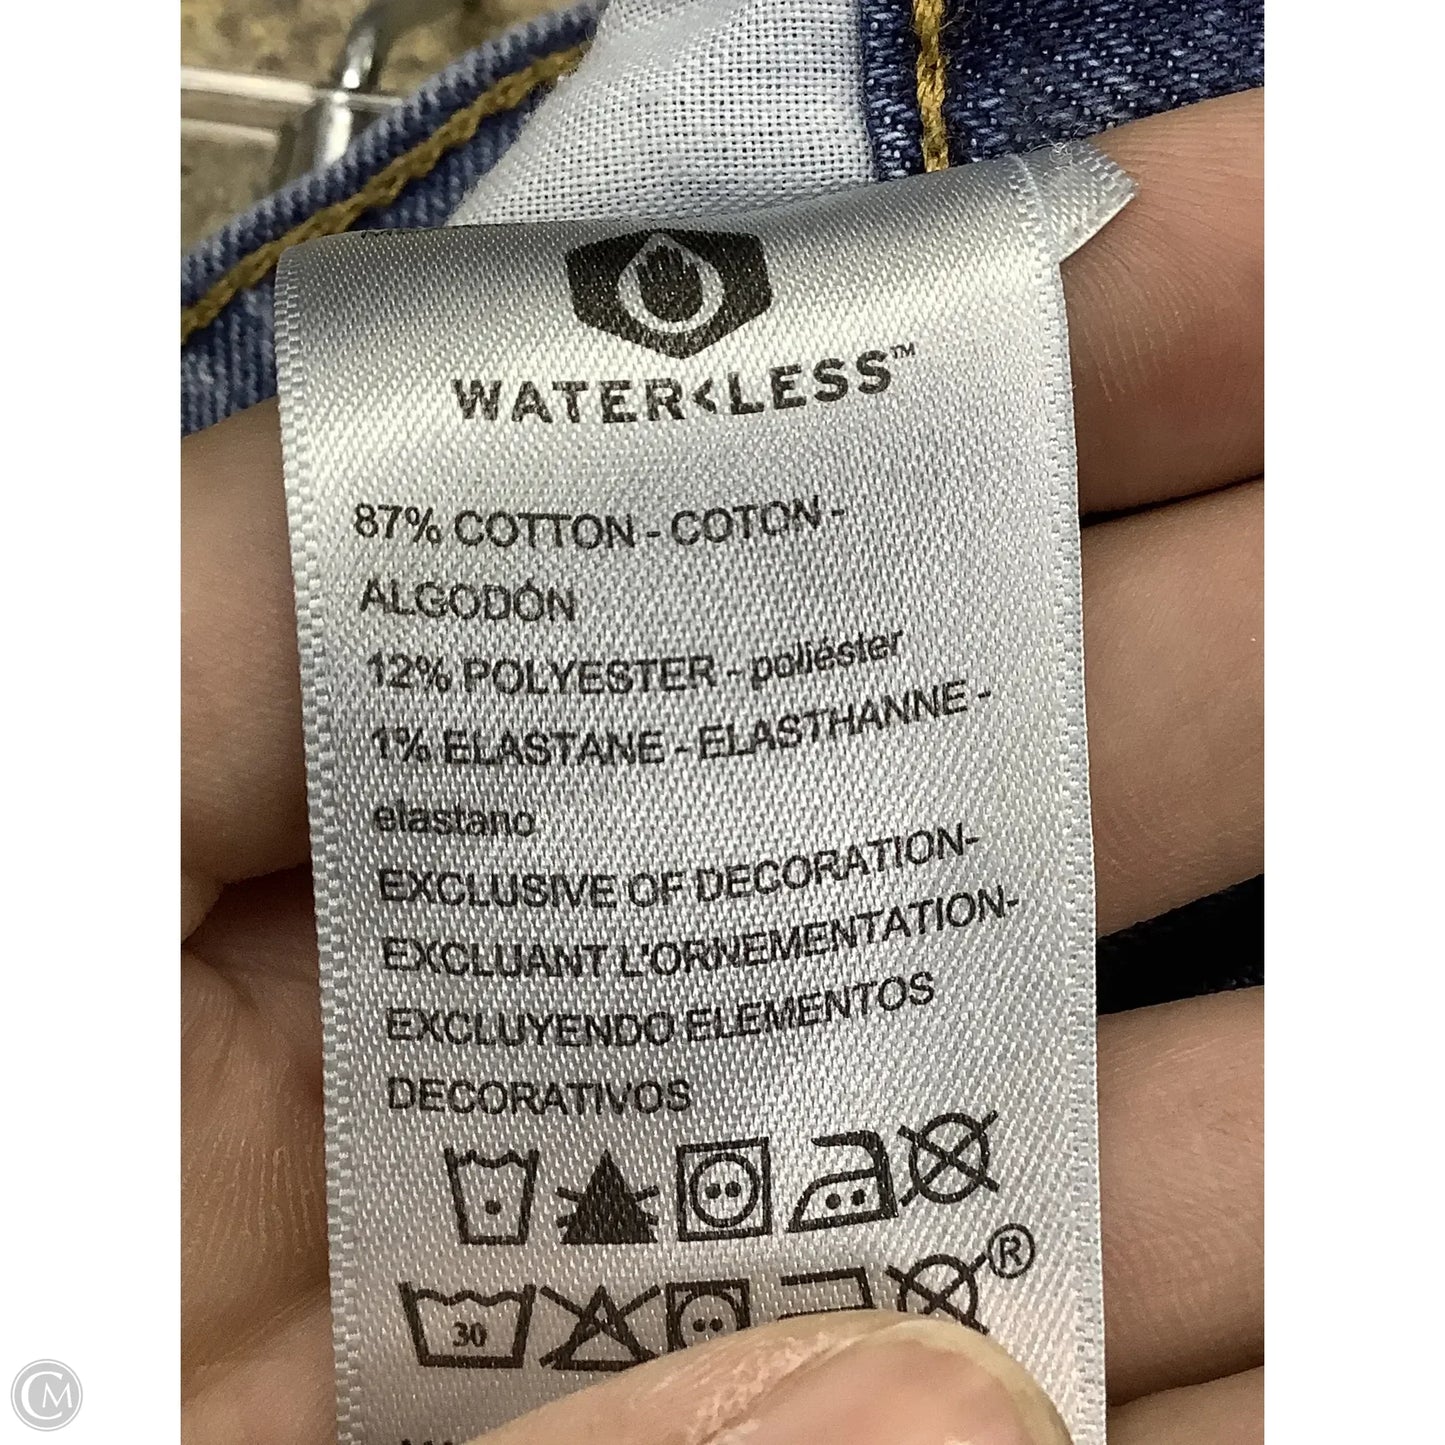 WATER<LESS™
87% COTTON - COTON -
ALGODÓN
12% POLYESTER - poliéster
1% ELASTANE - ELASTHANNE -
elastano
EXCLUSIVE OF DECORATION-
EXCLUANT L'ORNEMENTATION-
EXCLUYENDO ELEMENTOS
DECORATIVOS
®
30
CM